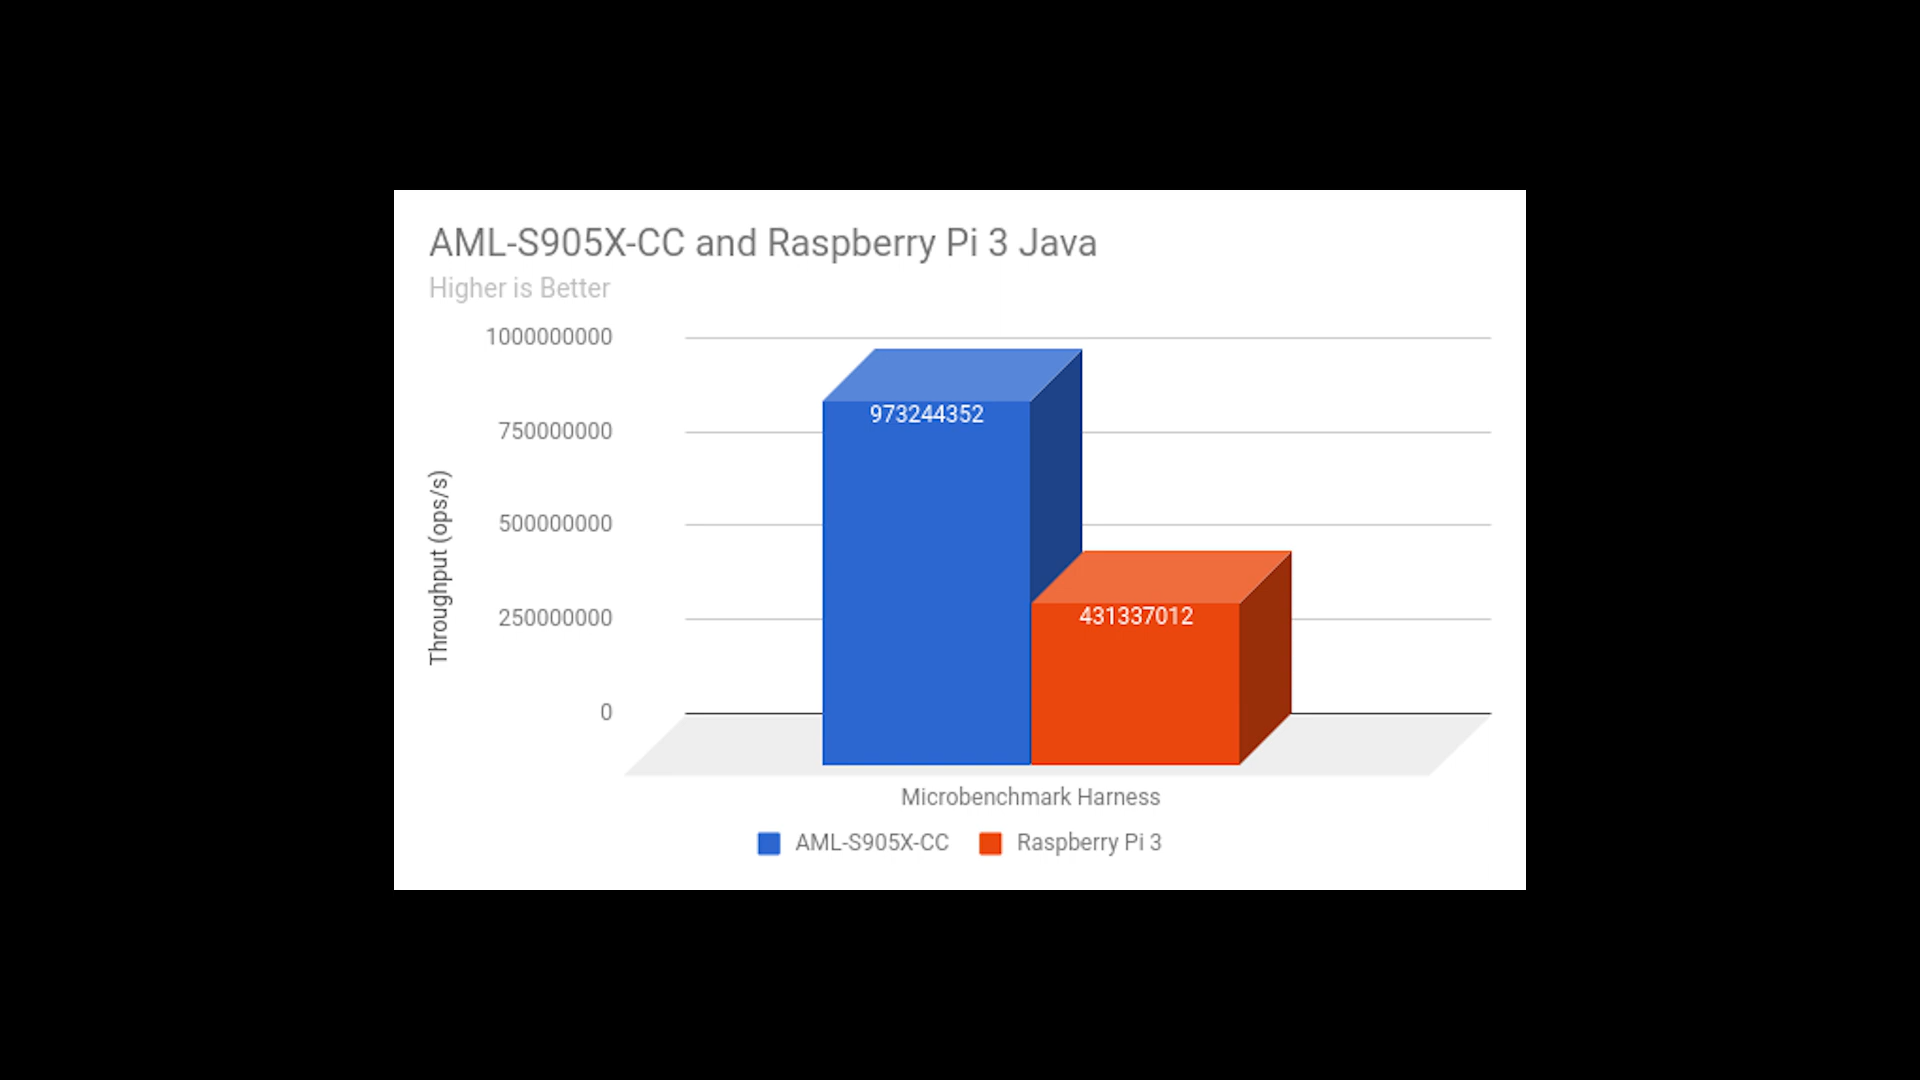 AML-S905X-CC and Raspberry Pi 3 Java
Higher is Better
1000000000
750000000
500000000
250000000
0
Throughput (ops/s)
973244352
431337012
Microbenchmark Harness
AML-S905X-CC
Raspberry Pi 3